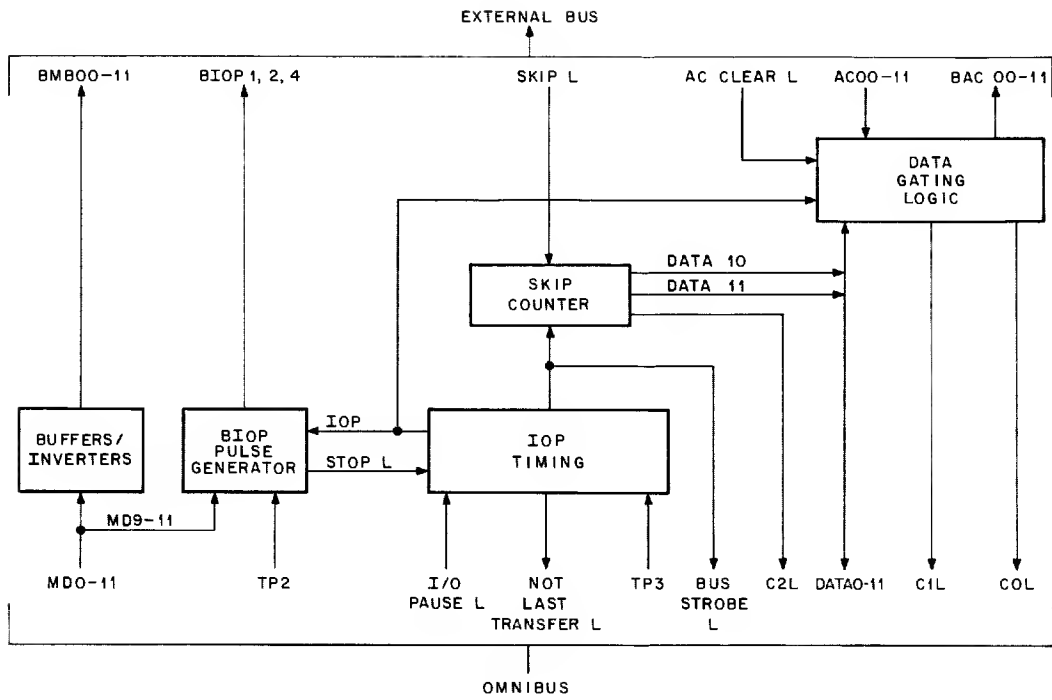 EXTERNAL BUS
BMB00-11
BIOP 1, 2, 4
SKIP L
AC CLEAR L
AC00-11
BAC 00-11
DATA
GATING
LOGIC
DATA 10
DATA 11
SKIP
COUNTER
BUFFERS/
INVERTERS
BIOP
PULSE
GENERATOR
IOP
STOP L
IOP
TIMING
MD9-11
MD0-11
TP2
I/O
PAUSE L
NOT
LAST
TRANSFER L
TP3
BUS
STROBE
L
C2L
DATA0-11
C1L
C0L
OMNIBUS